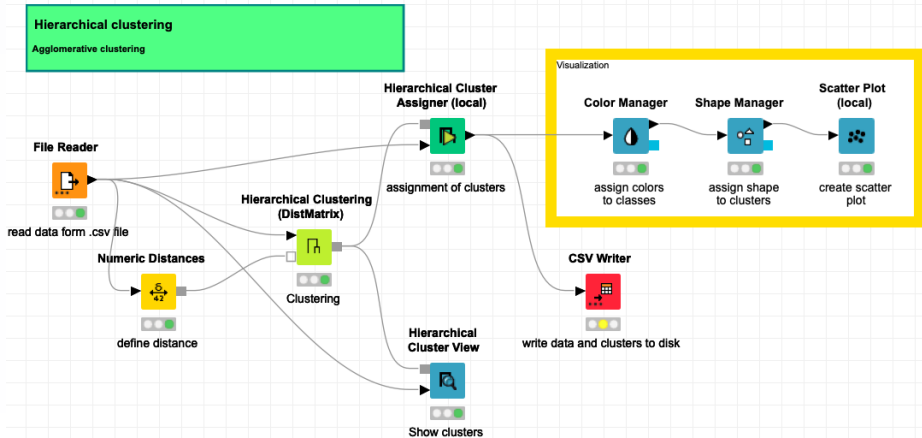 Hierarchical clustering
Agglomerative clustering
Visualization
Hierarchical Cluster
Assigner (local)
assignment of clusters
Color Manager
assign colors
to classes
Shape Manager
assign shape
to clusters
Scatter Plot
(local)
create scatter
plot
File Reader
read data form .csv file
Hierarchical Clustering
(DistMatrix)
Clustering
Numeric Distances
δ
42
define distance
CSV Writer
write data and clusters to disk
Hierarchical
Cluster View
Show clusters